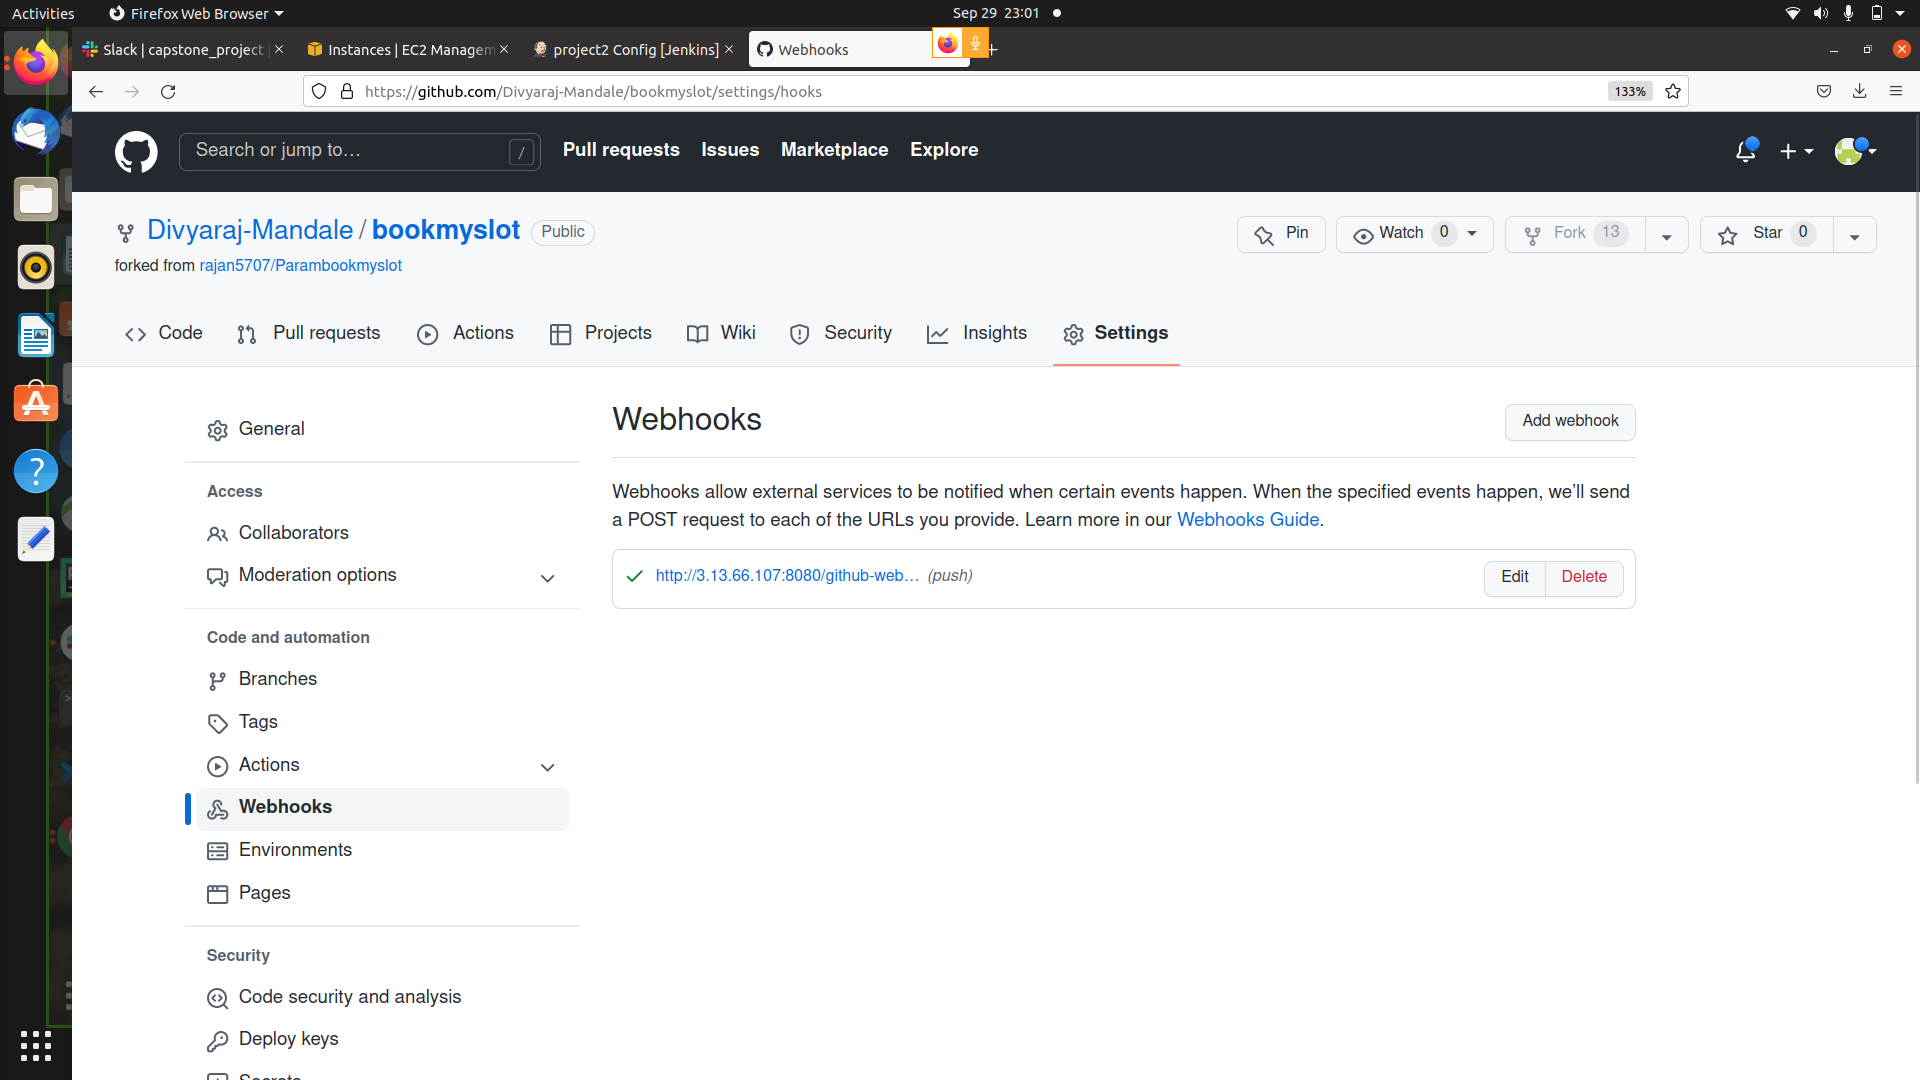 Activities
Firefox Web Browser
Sep 29 23:01
Slack | capstone_project
Instances | EC2 Managem
project2 Config [Jenkins]
Webhooks
https://github.com/Divyaraj-Mandale/bookmyslot/settings/hooks
133%
Search or jump to…
/
Pull requests
Issues
Marketplace
Explore
Divyaraj-Mandale / bookmyslot
Public
Pin
Watch 0
Fork 13
Star 0
forked from rajan5707/Parambookmyslot
Code
Pull requests
Actions
Projects
Wiki
Security
Insights
Settings
General
Access
Collaborators
Moderation options
Code and automation
Branches
Tags
Actions
Webhooks
Environments
Pages
Security
Code security and analysis
Deploy keys
Secrets
Webhooks
Add webhook
Webhooks allow external services to be notified when certain events happen. When the specified events happen, we’ll send
a POST request to each of the URLs you provide. Learn more in our Webhooks Guide.
http://3.13.66.107:8080/github-web… (push)
Edit
Delete